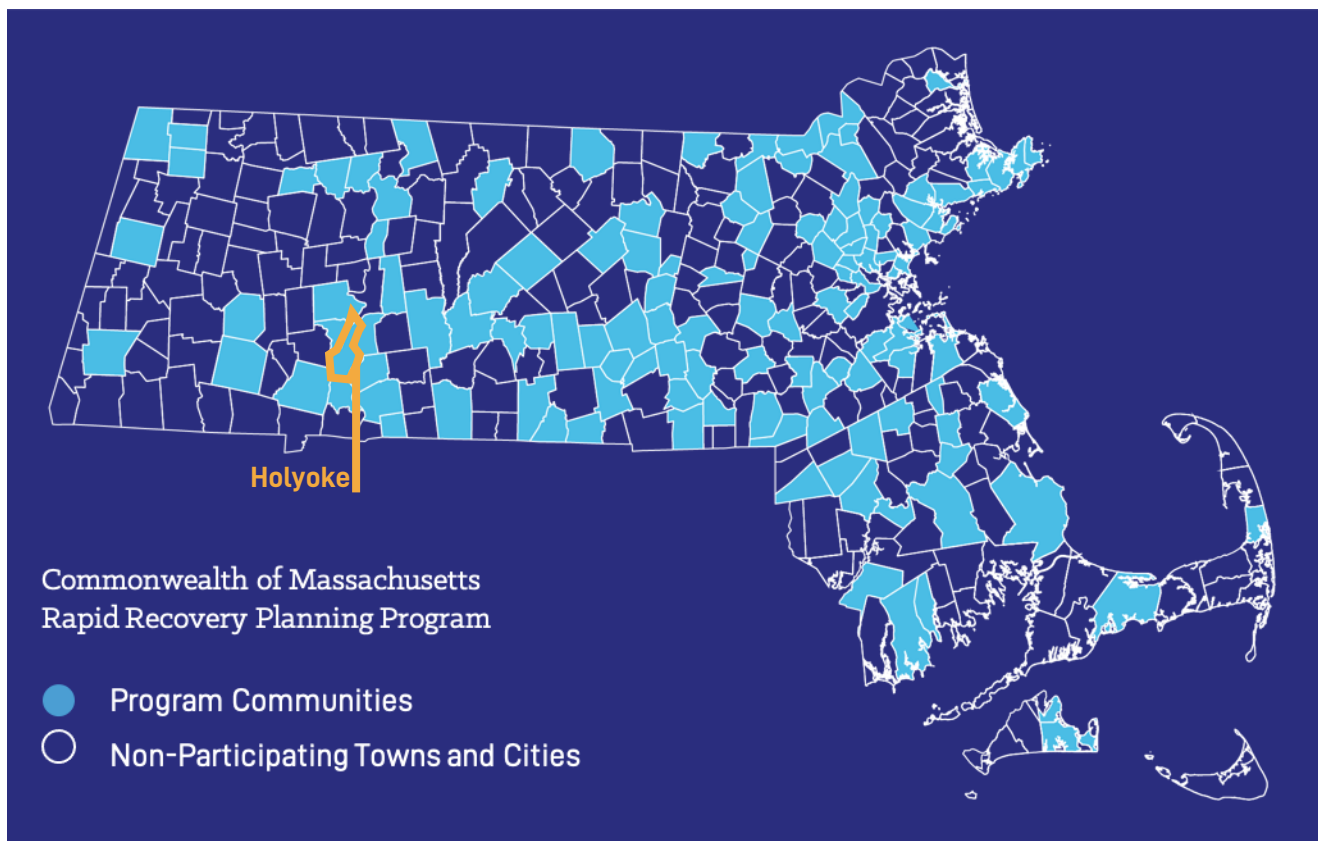 Holyoke
Commonwealth of Massachusetts
Rapid Recovery Planning Program
Program Communities
Non-Participating Towns and Cities